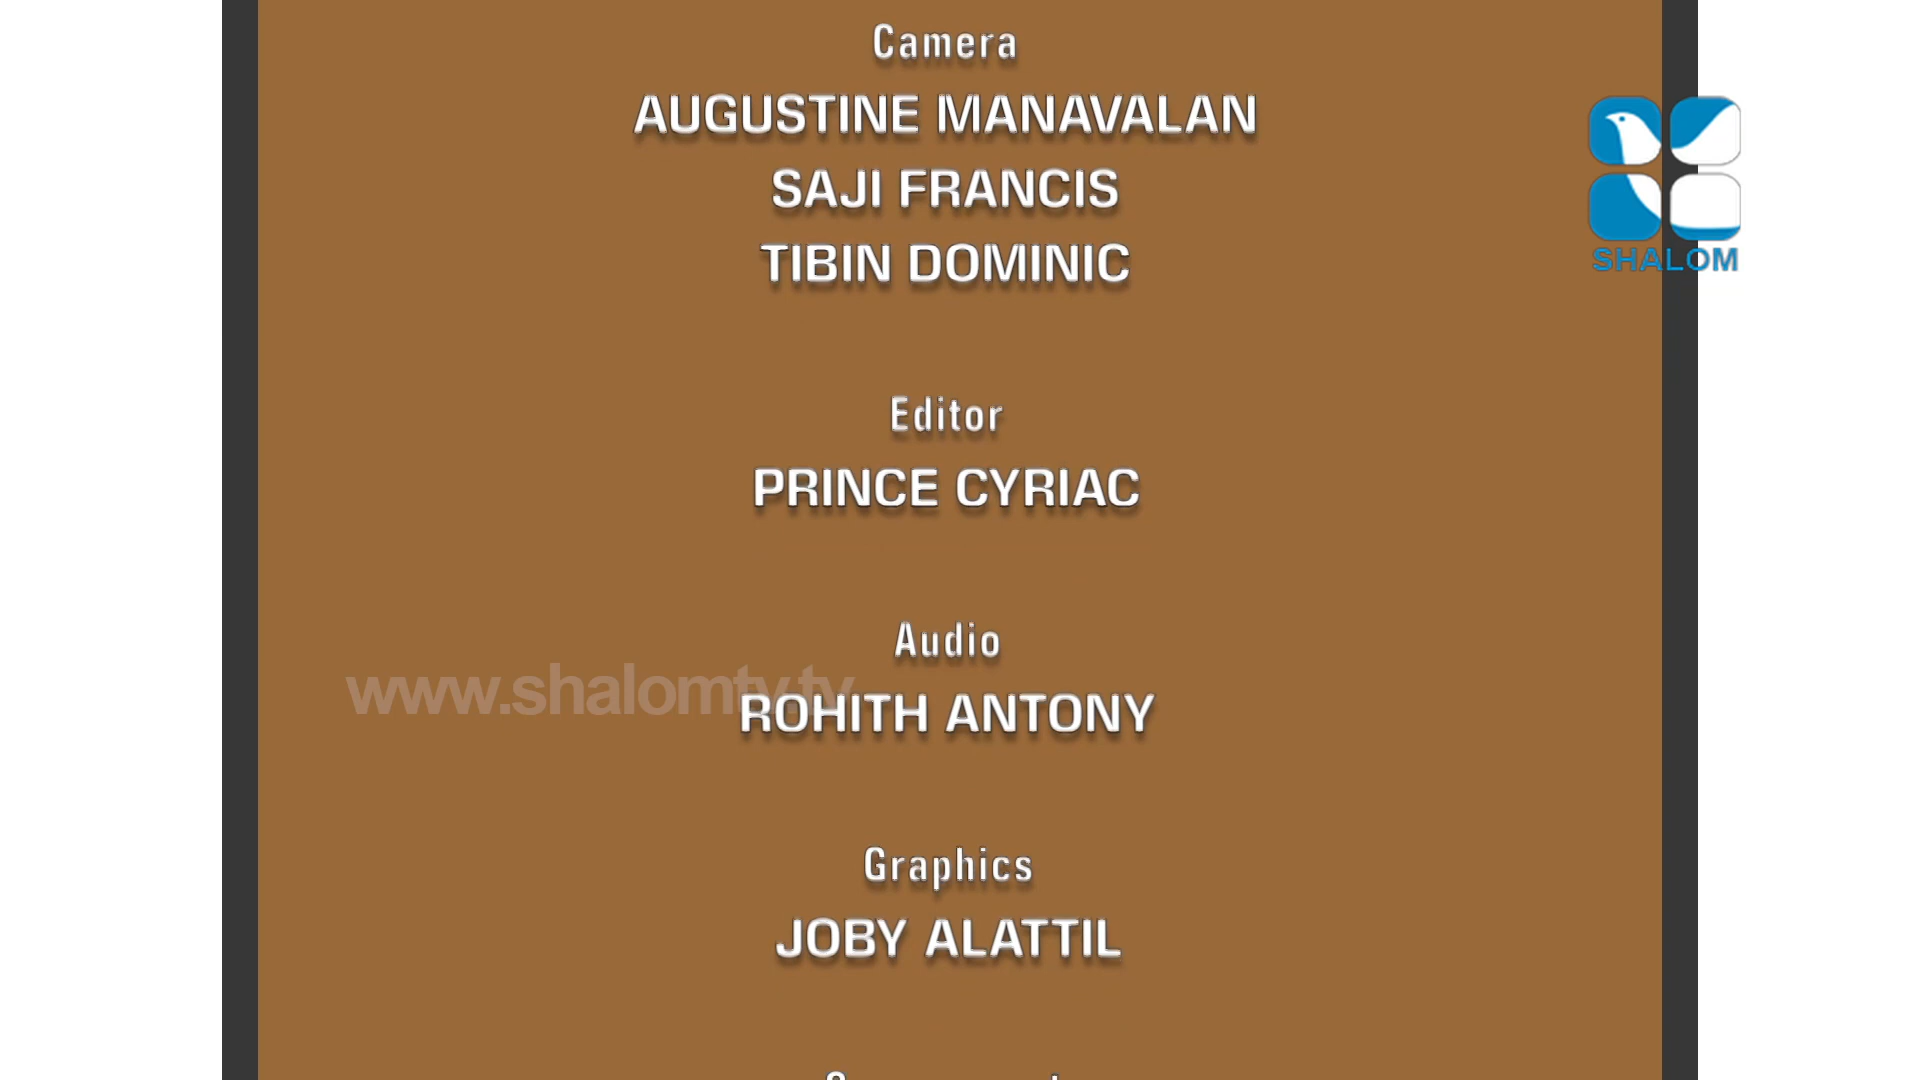 Camera
AUGUSTINE MANAVALAN
SAJI FRANCIS
TIBIN DOMINIC
SHALOM
Editor
PRINCE CYRIAC
Audio
www.shalomtv.tv
ROHITH ANTONY
Graphics
JOBY ALATTIL